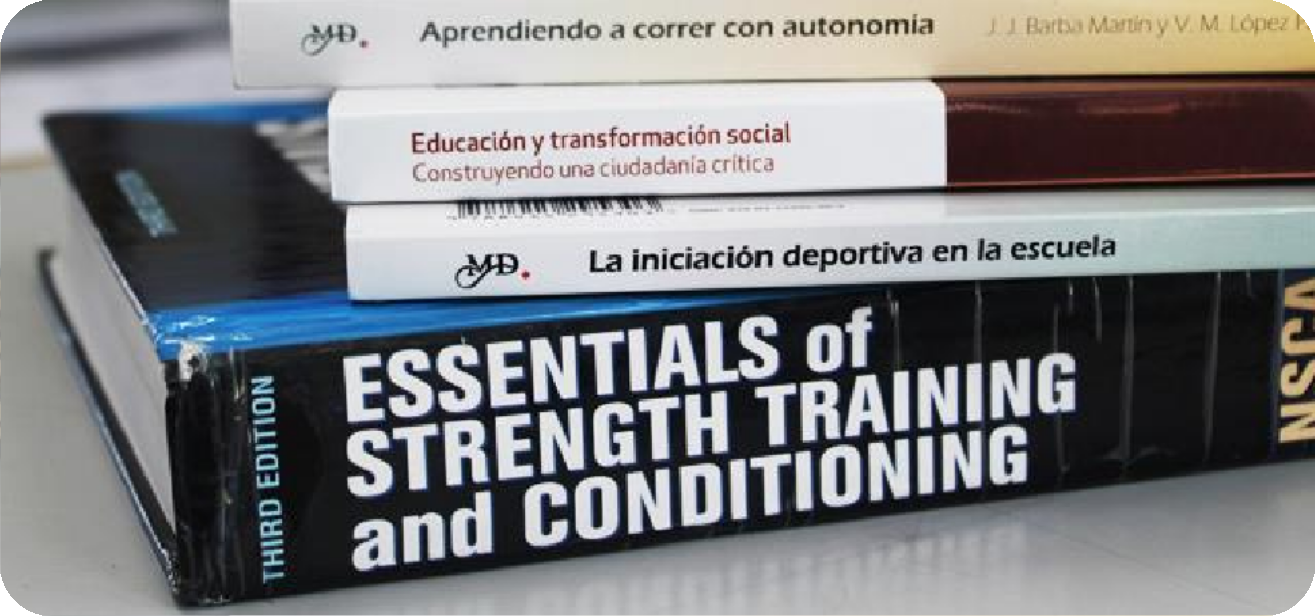 MD.
Aprendiendo a correr con autonomía
J. J. Barba Martín y V. M. López
Educación y transformación social
Construyendo una ciudadanía crítica
MD.
La iniciación deportiva en la escuela
THIRD EDITION
ESSENTIALS of
STRENGTH TRAINING
and CONDITIONING
NSCA